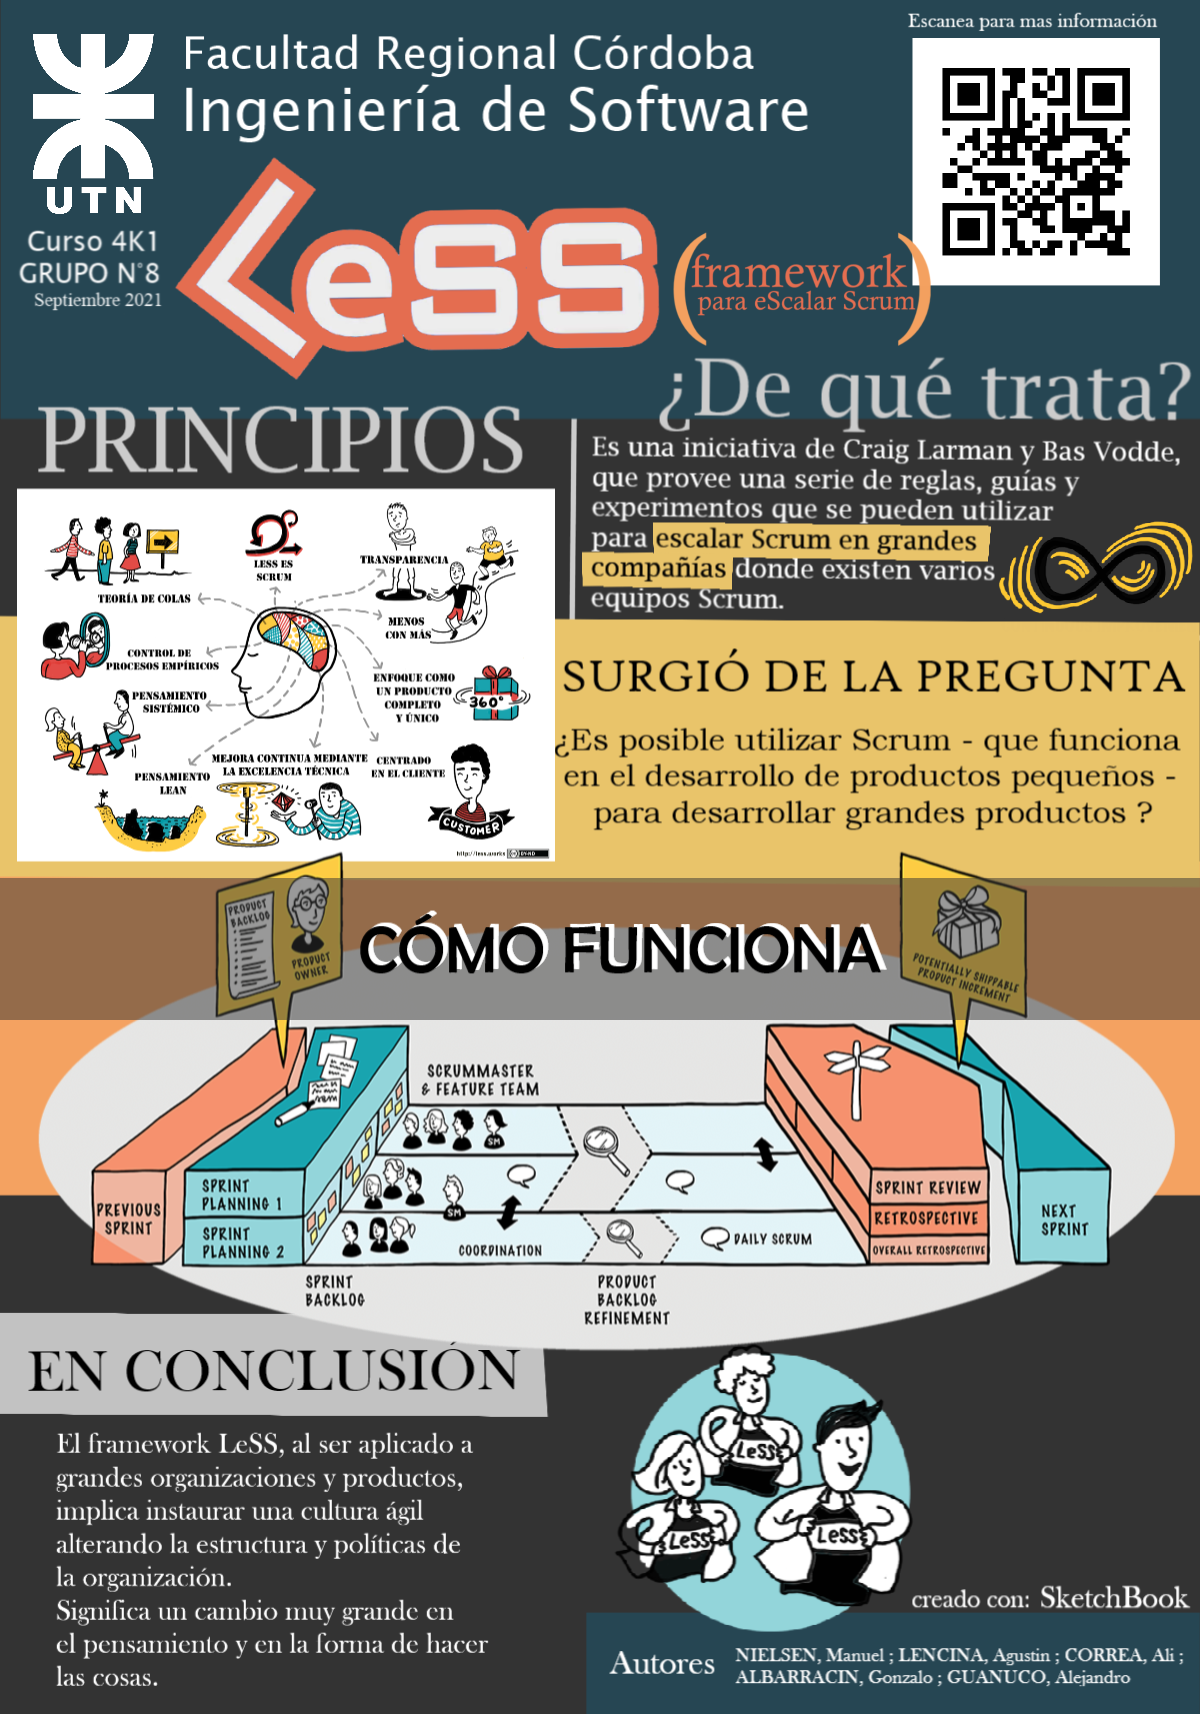 Escanea para mas información
Facultad Regional Córdoba
Ingeniería de Software
UTN
Curso 4K1
GRUPO N°8
Septiembre 2021
LeSS
(framework
para eScalar Scrum)
¿De qué trata?
Es una iniciativa de Craig Larman y Bas Vodde,
que provee una serie de reglas, guías y
experimentos que se pueden utilizar
para escalar Scrum en grandes
compañías donde existen varios
equipos Scrum.
PRINCIPIOS
LESS ES
SCRUM
TRANSPARENCIA
TEORÍA DE COLAS
MENOS
CON MÁS
CONTROL DE
PROCESOS EMPÍRICOS
ENFOQUE COMO
UN PRODUCTO
COMPLETO
Y ÚNICO
360°
PENSAMIENTO
SISTÉMICO
MEJORA CONTINUA MEDIANTE
LA EXCELENCIA TÉCNICA
CENTRADO
EN EL CLIENTE
PENSAMIENTO
LEAN
CUSTOMER
http://less.works
CC BY-ND
SURGIÓ DE LA PREGUNTA
¿Es posible utilizar Scrum - que funciona
en el desarrollo de productos pequeños -
para desarrollar grandes productos ?
CÓMO FUNCIONA
PRODUCT
BACKLOG
PRODUCT
OWNER
POTENTIALLY SHIPPABLE
PRODUCT INCREMENT
SCRUMMASTER
& FEATURE TEAM
SM
SM
PREVIOUS
SPRINT
SPRINT
PLANNING 1
SPRINT
PLANNING 2
COORDINATION
DAILY SCRUM
SPRINT REVIEW
RETROSPECTIVE
OVERALL RETROSPECTIVE
NEXT
SPRINT
SPRINT
BACKLOG
PRODUCT
BACKLOG
REFINEMENT
EN CONCLUSIÓN
El framework LeSS, al ser aplicado a
grandes organizaciones y productos,
implica instaurar una cultura ágil
alterando la estructura y políticas de
la organización.
Significa un cambio muy grande en
el pensamiento y en la forma de hacer
las cosas.
LeSS
LeSS
LeSS
creado con: SketchBook
Autores
NIELSEN, Manuel ; LENCINA, Agustin ; CORREA, Ali ;
ALBARRACIN, Gonzalo ; GUANUCO, Alejandro